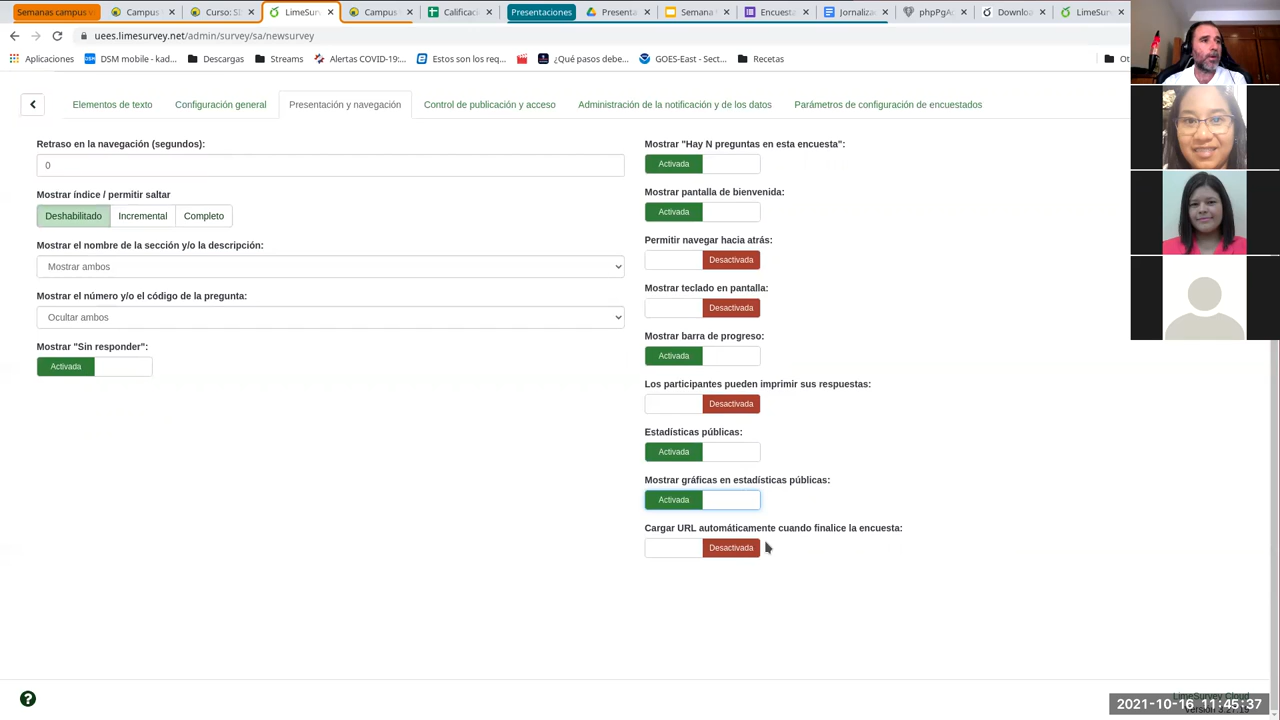 Semanas campus v
Campus
Curso: SI
LimeSurv
Campus
Calificaci
Presentaciones
Presenta
Semana
Encuesta
Jornaliza
phpPgA
Downloa
LimeSurv
uees.limesurvey.net/admin/survey/sa/newsurvey
Aplicaciones
DSM mobile - kad...
Descargas
Streams
Alertas COVID-19:...
Estos son los req...
¿Qué pasos debe...
GOES-East - Sect...
Recetas
Ot
Elementos de texto
Configuración general
Presentación y navegación
Control de publicación y acceso
Administración de la notificación y de los datos
Parámetros de configuración de encuestados
Retraso en la navegación (segundos):
0
Mostrar índice / permitir saltar
Deshabilitado Incremental Completo
Mostrar el nombre de la sección y/o la descripción:
Mostrar ambos
Mostrar el número y/o el código de la pregunta:
Ocultar ambos
Mostrar "Sin responder":
Activada
Mostrar "Hay N preguntas en esta encuesta":
Activada
Mostrar pantalla de bienvenida:
Activada
Permitir navegar hacia atrás:
Desactivada
Mostrar teclado en pantalla:
Desactivada
Mostrar barra de progreso:
Activada
Los participantes pueden imprimir sus respuestas:
Desactivada
Estadísticas públicas:
Activada
Mostrar gráficas en estadísticas públicas:
Activada
Cargar URL automáticamente cuando finalice la encuesta:
Desactivada
LimeSurvey Cloud
2021-10-16 11:45:37